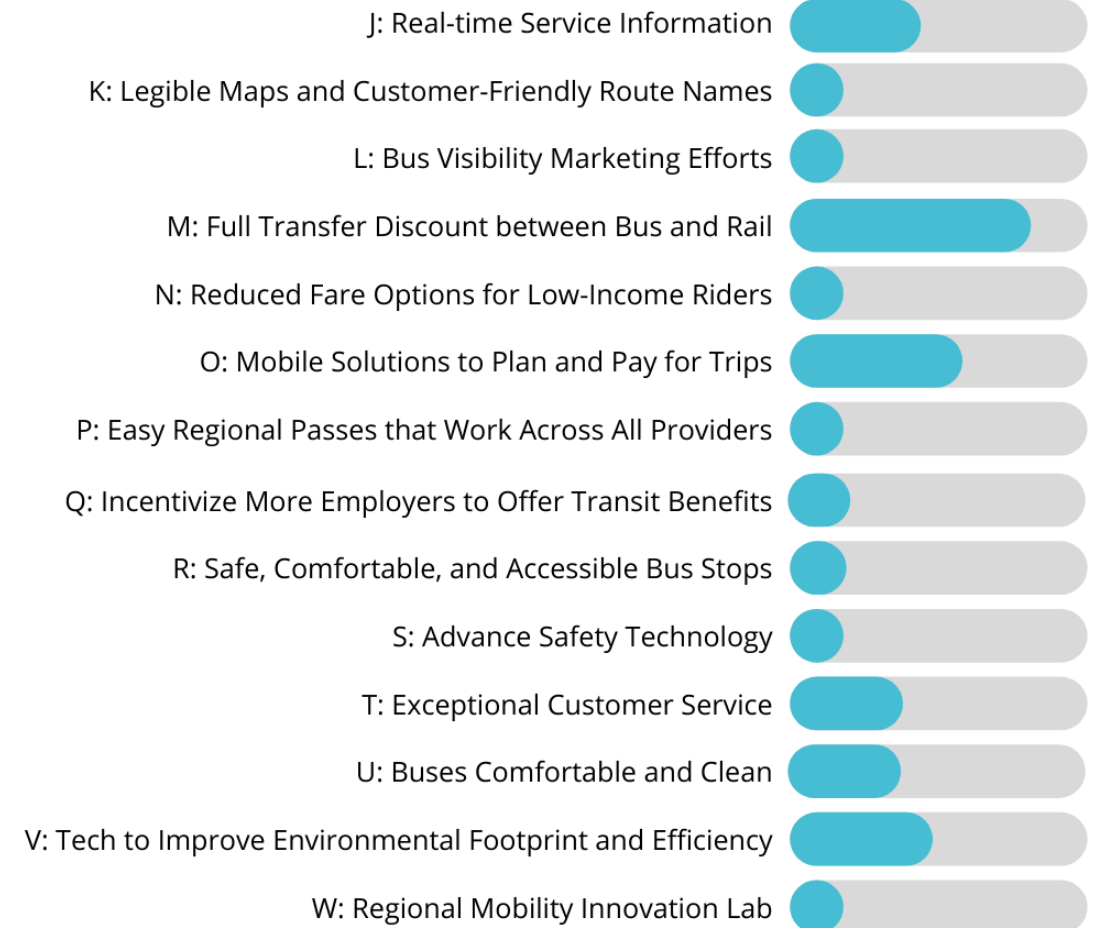 J: Real-time Service Information
K: Legible Maps and Customer-Friendly Route Names
L: Bus Visibility Marketing Efforts
M: Full Transfer Discount between Bus and Rail
N: Reduced Fare Options for Low-Income Riders
O: Mobile Solutions to Plan and Pay for Trips
P: Easy Regional Passes that Work Across All Providers
Q: Incentivize More Employers to Offer Transit Benefits
R: Safe, Comfortable, and Accessible Bus Stops
S: Advance Safety Technology
T: Exceptional Customer Service
U: Buses Comfortable and Clean
V: Tech to Improve Environmental Footprint and Efficiency
W: Regional Mobility Innovation Lab